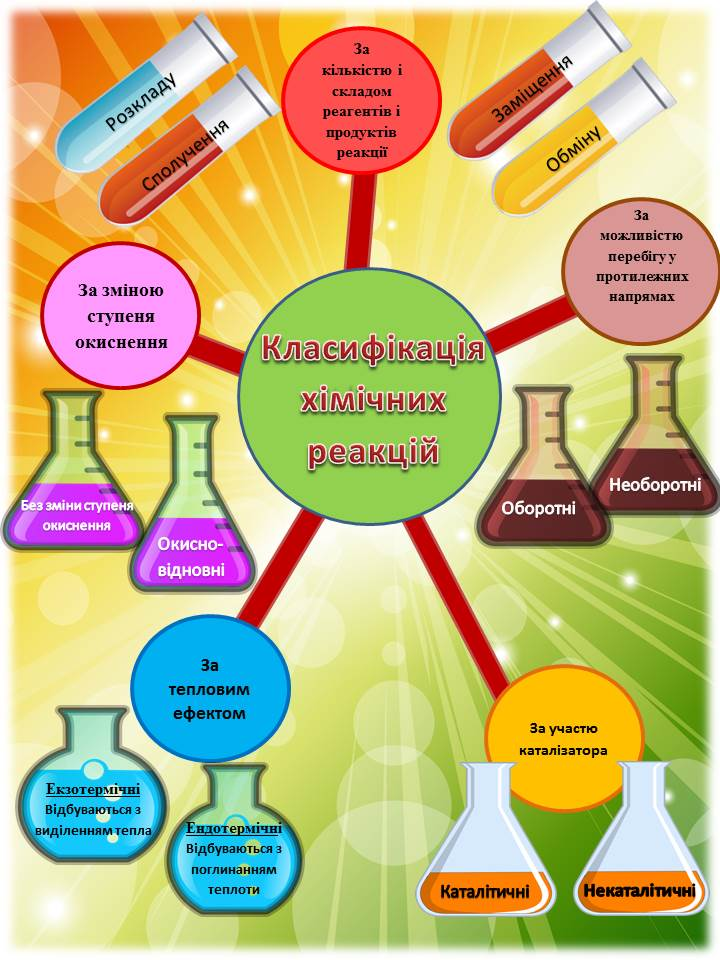 За
кількістю і
складом
реагентів і
продуктів
реакції
Розкладу
Сполучення
Заміщення
Обміну
За
можливістю
перебігу у
протилежних
напрямах
За зміною
ступеня
окиснення
Класифікація
хімічних
реакцій
Без зміни ступеня
окиснення
Окисно-
відновні
Оборотні
Необоротні
За
тепловим
ефектом
Екзотермічні
Відбуваються з
виділенням тепла
Ендотермічні
Відбуваються з
поглинанням
теплоти
За участю
каталізатора
Каталітичні
Некаталітичні